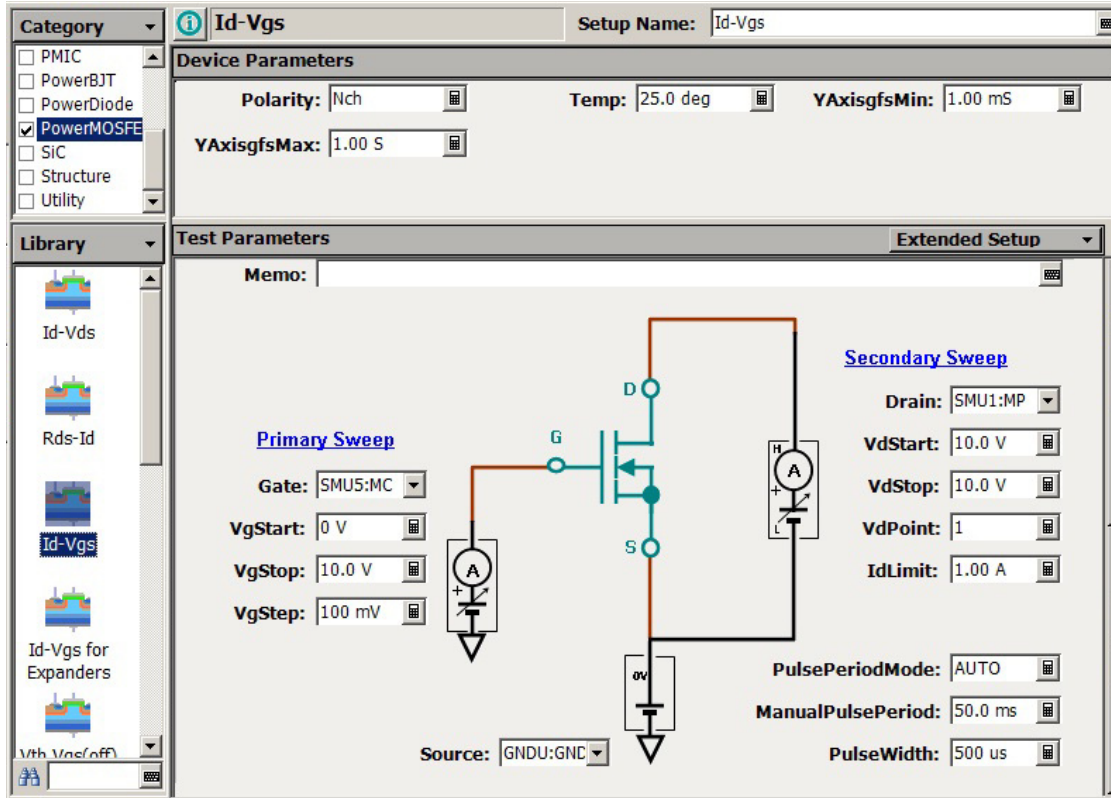 Category
PMIC
PowerBJT
PowerDiode
PowerMOSFE
SiC
Structure
Utility
Library
Id-Vds
Rds-Id
Id-Vgs
Id-Vgs for
Expanders
Vth Vgs(off)
i Id-Vgs Setup Name: Id-Vgs
Device Parameters
Polarity: Nch Temp: 25.0 deg YAxisgfsMin: 1.00 mS
YAxisgfsMax: 1.00 S
Test Parameters Extended Setup
Memo:
Primary Sweep
Gate: SMU5:MC
VgStart: 0 V
VgStop: 10.0 V
VgStep: 100 mV
A
+
G
D
S
H
A
+
L
0V
Source: GNDU:GND
Secondary Sweep
Drain: SMU1:MP
VdStart: 10.0 V
VdStop: 10.0 V
VdPoint: 1
IdLimit: 1.00 A
PulsePeriodMode: AUTO
ManualPulsePeriod: 50.0 ms
PulseWidth: 500 us